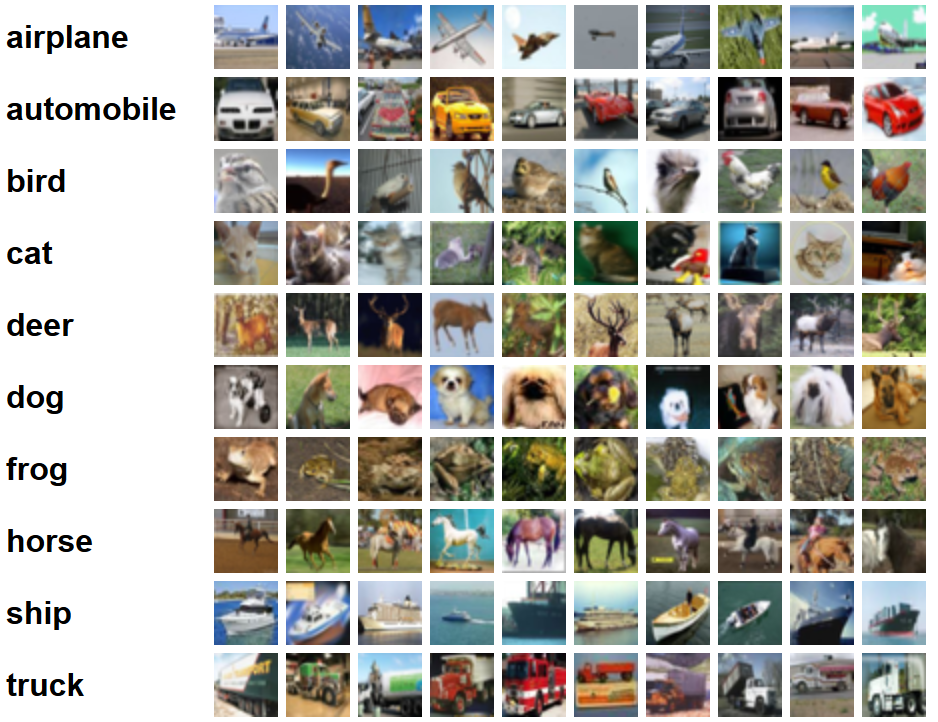 airplane
automobile
bird
cat
deer
dog
frog
horse
ship
truck